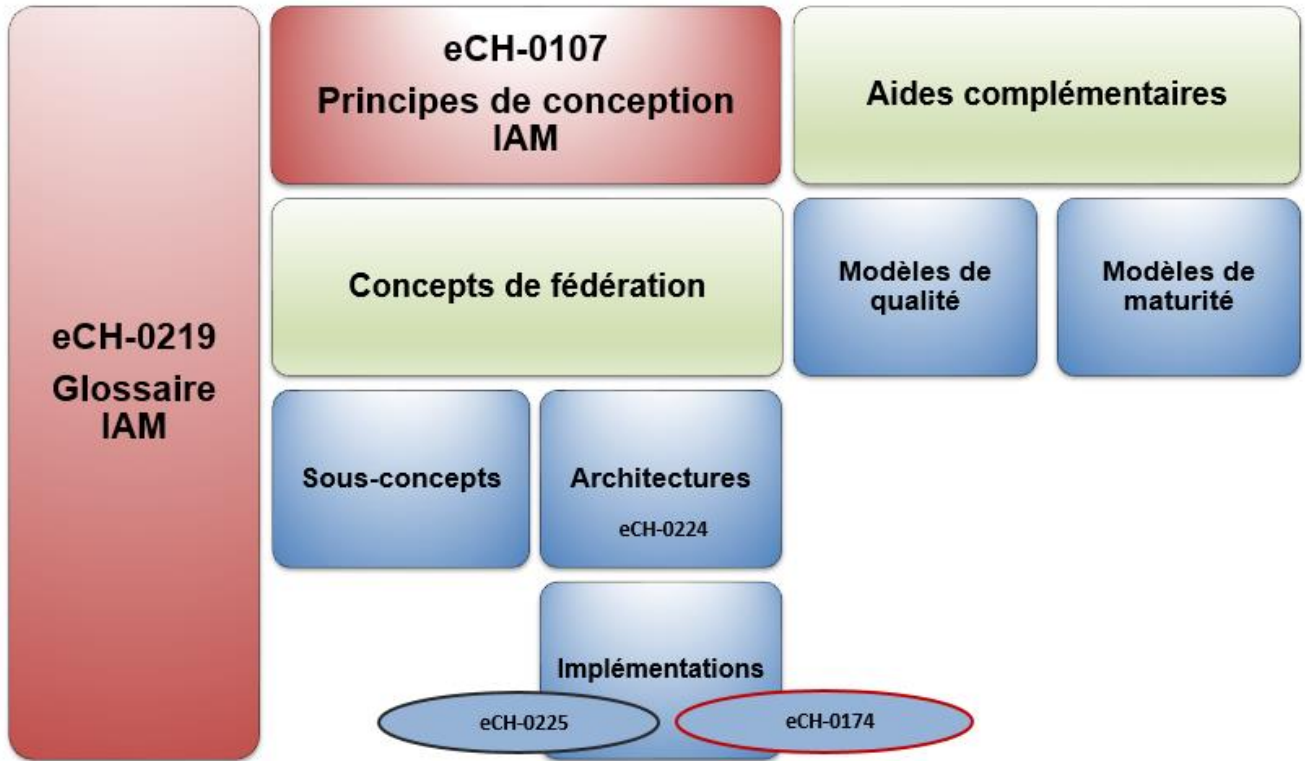 eCH-0219
Glossaire
IAM
eCH-0107
Principes de conception
IAM
Aides complémentaires
Concepts de fédération
Modèles de
qualité
Modèles de
maturité
Sous-concepts
Architectures
eCH-0224
Implémentations
eCH-0225
eCH-0174